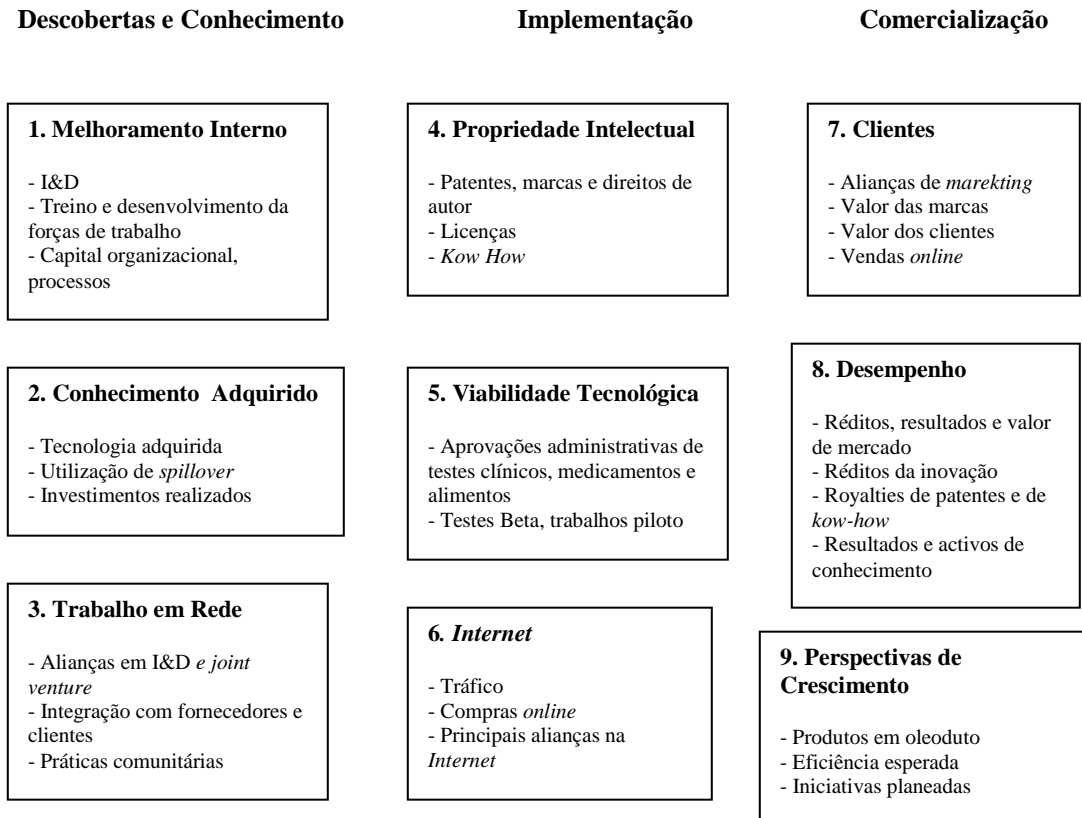 Descobertas e Conhecimento
Implementação
Comercialização
1. Melhoramento Interno
- I&D
- Treino e desenvolvimento da
forças de trabalho
- Capital organizacional,
processos
2. Conhecimento Adquirido
- Tecnologia adquirida
- Utilização de spillover
- Investimentos realizados
3. Trabalho em Rede
- Alianças em I&D e joint
venture
- Integração com fornecedores e
clientes
- Práticas comunitárias
4. Propriedade Intelectual
- Patentes, marcas e direitos de
autor
- Licenças
- Kow How
5. Viabilidade Tecnológica
- Aprovações administrativas de
testes clínicos, medicamentos e
alimentos
- Testes Beta, trabalhos piloto
6. Internet
- Tráfico
- Compras online
- Principais alianças na
Internet
7. Clientes
- Alianças de marekting
- Valor das marcas
- Valor dos clientes
- Vendas online
8. Desempenho
- Réditos, resultados e valor
de mercado
- Réditos da inovação
- Royalties de patentes e de
kow-how
- Resultados e activos de
conhecimento
9. Perspectivas de
Crescimento
- Produtos em oleoduto
- Eficiência esperada
- Iniciativas planeadas